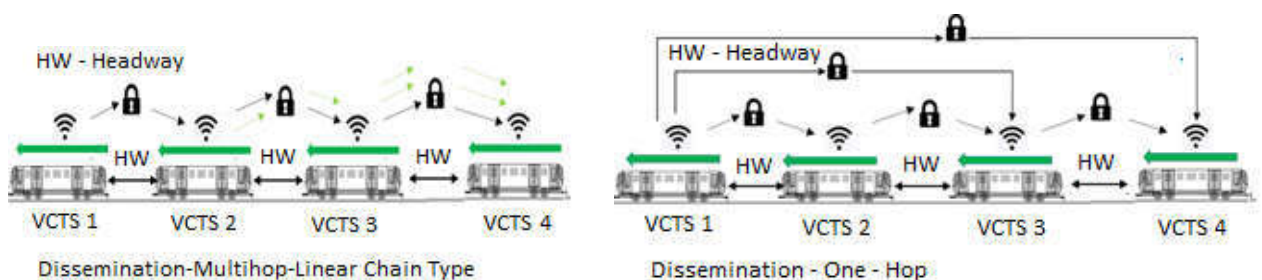 HW - Headway
HW
HW
HW
VCTS 1
VCTS 2
VCTS 3
VCTS 4
Dissemination-Multihop-Linear Chain Type
HW - Headway
HW
HW
HW
VCTS 1
VCTS 2
VCTS 3
VCTS 4
Dissemination - One - Hop